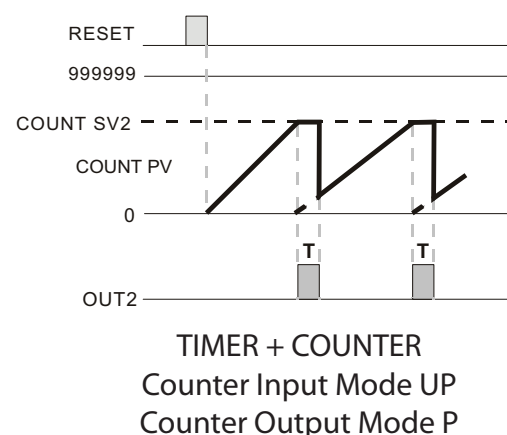 RESET
999999
COUNT SV2
COUNT PV
0
T T
OUT2
TIMER + COUNTER
Counter Input Mode UP
Counter Output Mode P